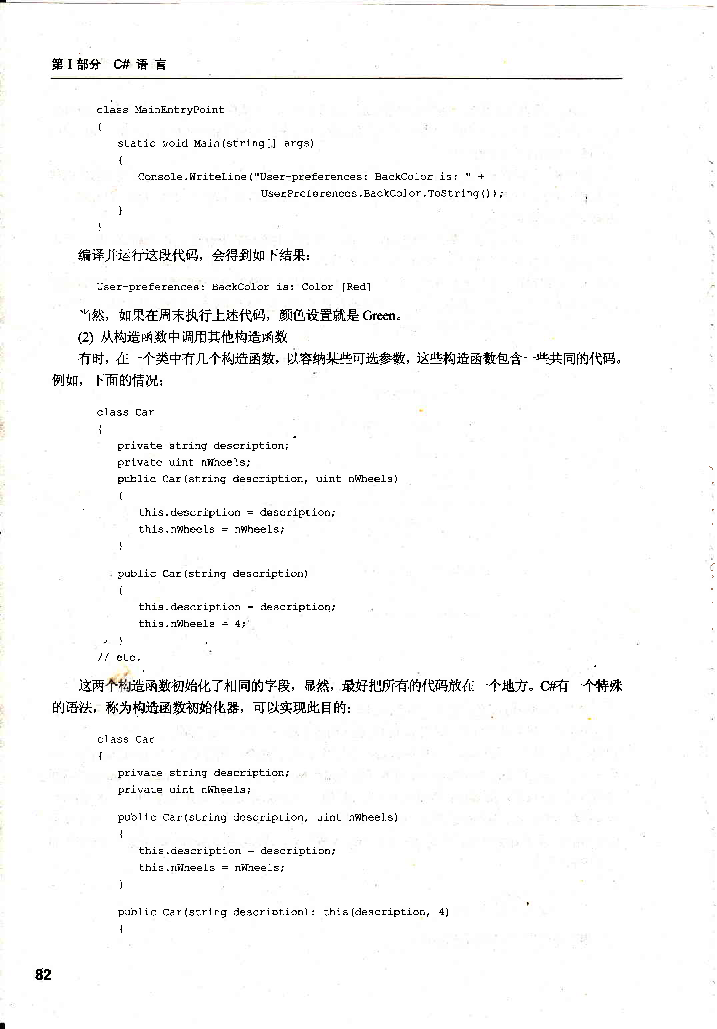 第 I 部分 C# 语 言
class MainEntryPoint
{
static void Main(string[] args)
{
Console.WriteLine("User-preferences: BackColor is: " +
UserPreferences.BackColor.ToString());
}
}
编译并运行这段代码，会得到如下结果：
User-preferences: BackColor is: Color [Red]
当然，如果在周末执行上述代码，颜色设置就是 Green。
(2) 从构造函数中调用其他构造函数
有时，在一个类中有几个构造函数，以容纳某些可选参数，这些构造函数包含一些共同的代码。
例如，下面的情况：
class Car
{
private string description;
private uint nWheels;
public Car(string description, uint nWheels)
{
this.description = description;
this.nWheels = nWheels;
}
public Car(string description)
{
this.description = description;
this.nWheels = 4;
}
// etc.
这两个构造函数初始化了相同的字段，显然，最好把所有的代码放在一个地方。C#有一个特殊
的语法，称为构造函数初始化器，可以实现此目的：
class Car
{
private string description;
private uint nWheels;
public Car(string description, uint nWheels)
{
this.description = description;
this.nWheels = nWheels;
}
public Car(string description): this(description, 4)
{
82